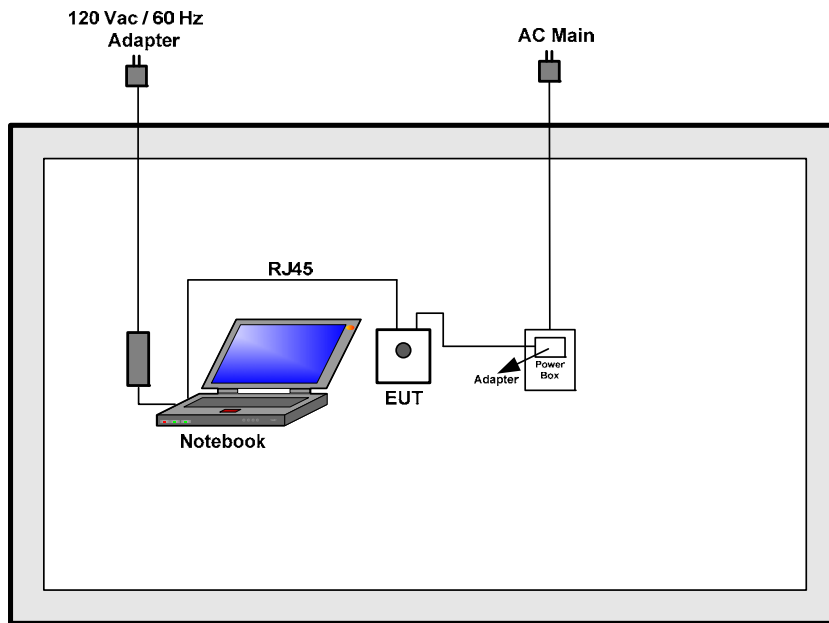 120 Vac / 60 Hz
Adapter
AC Main
RJ45
Power
Box
Adapter
EUT
Notebook